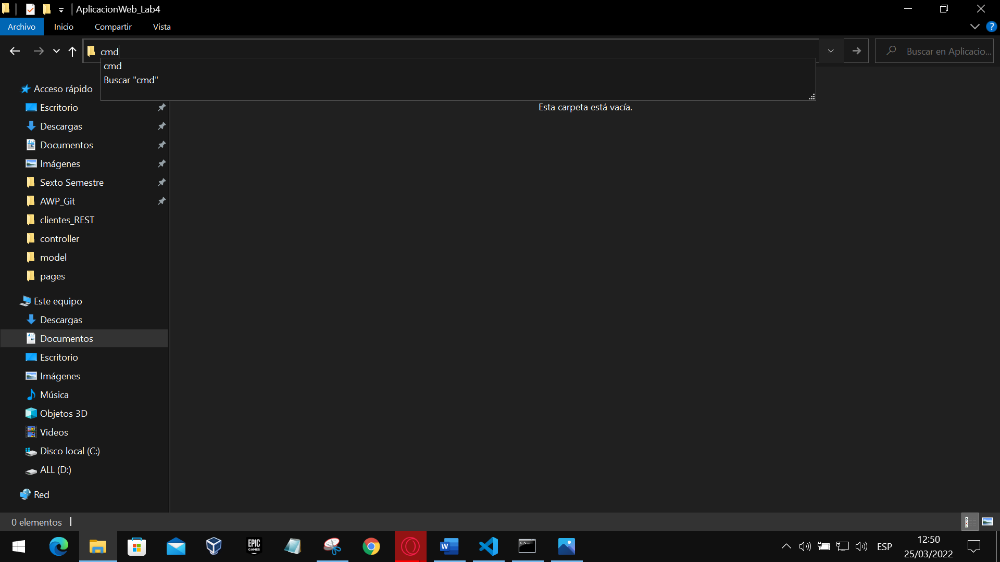 AplicacionWeb_Lab4
Archivo Inicio Compartir Vista
?
cmd
Buscar en Aplicacio...
cmd
Buscar "cmd"
Esta carpeta está vacía.
Acceso rápido
Escritorio
Descargas
Documentos
Imágenes
Sexto Semestre
AWP_Git
clientes_REST
controller
model
pages
Este equipo
Descargas
Documentos
Escritorio
Imágenes
Música
Objetos 3D
Videos
Disco local (C:)
ALL (D:)
Red
0 elementos
EPIC
GAMES
W
C:\
ESP
12:50
25/03/2022